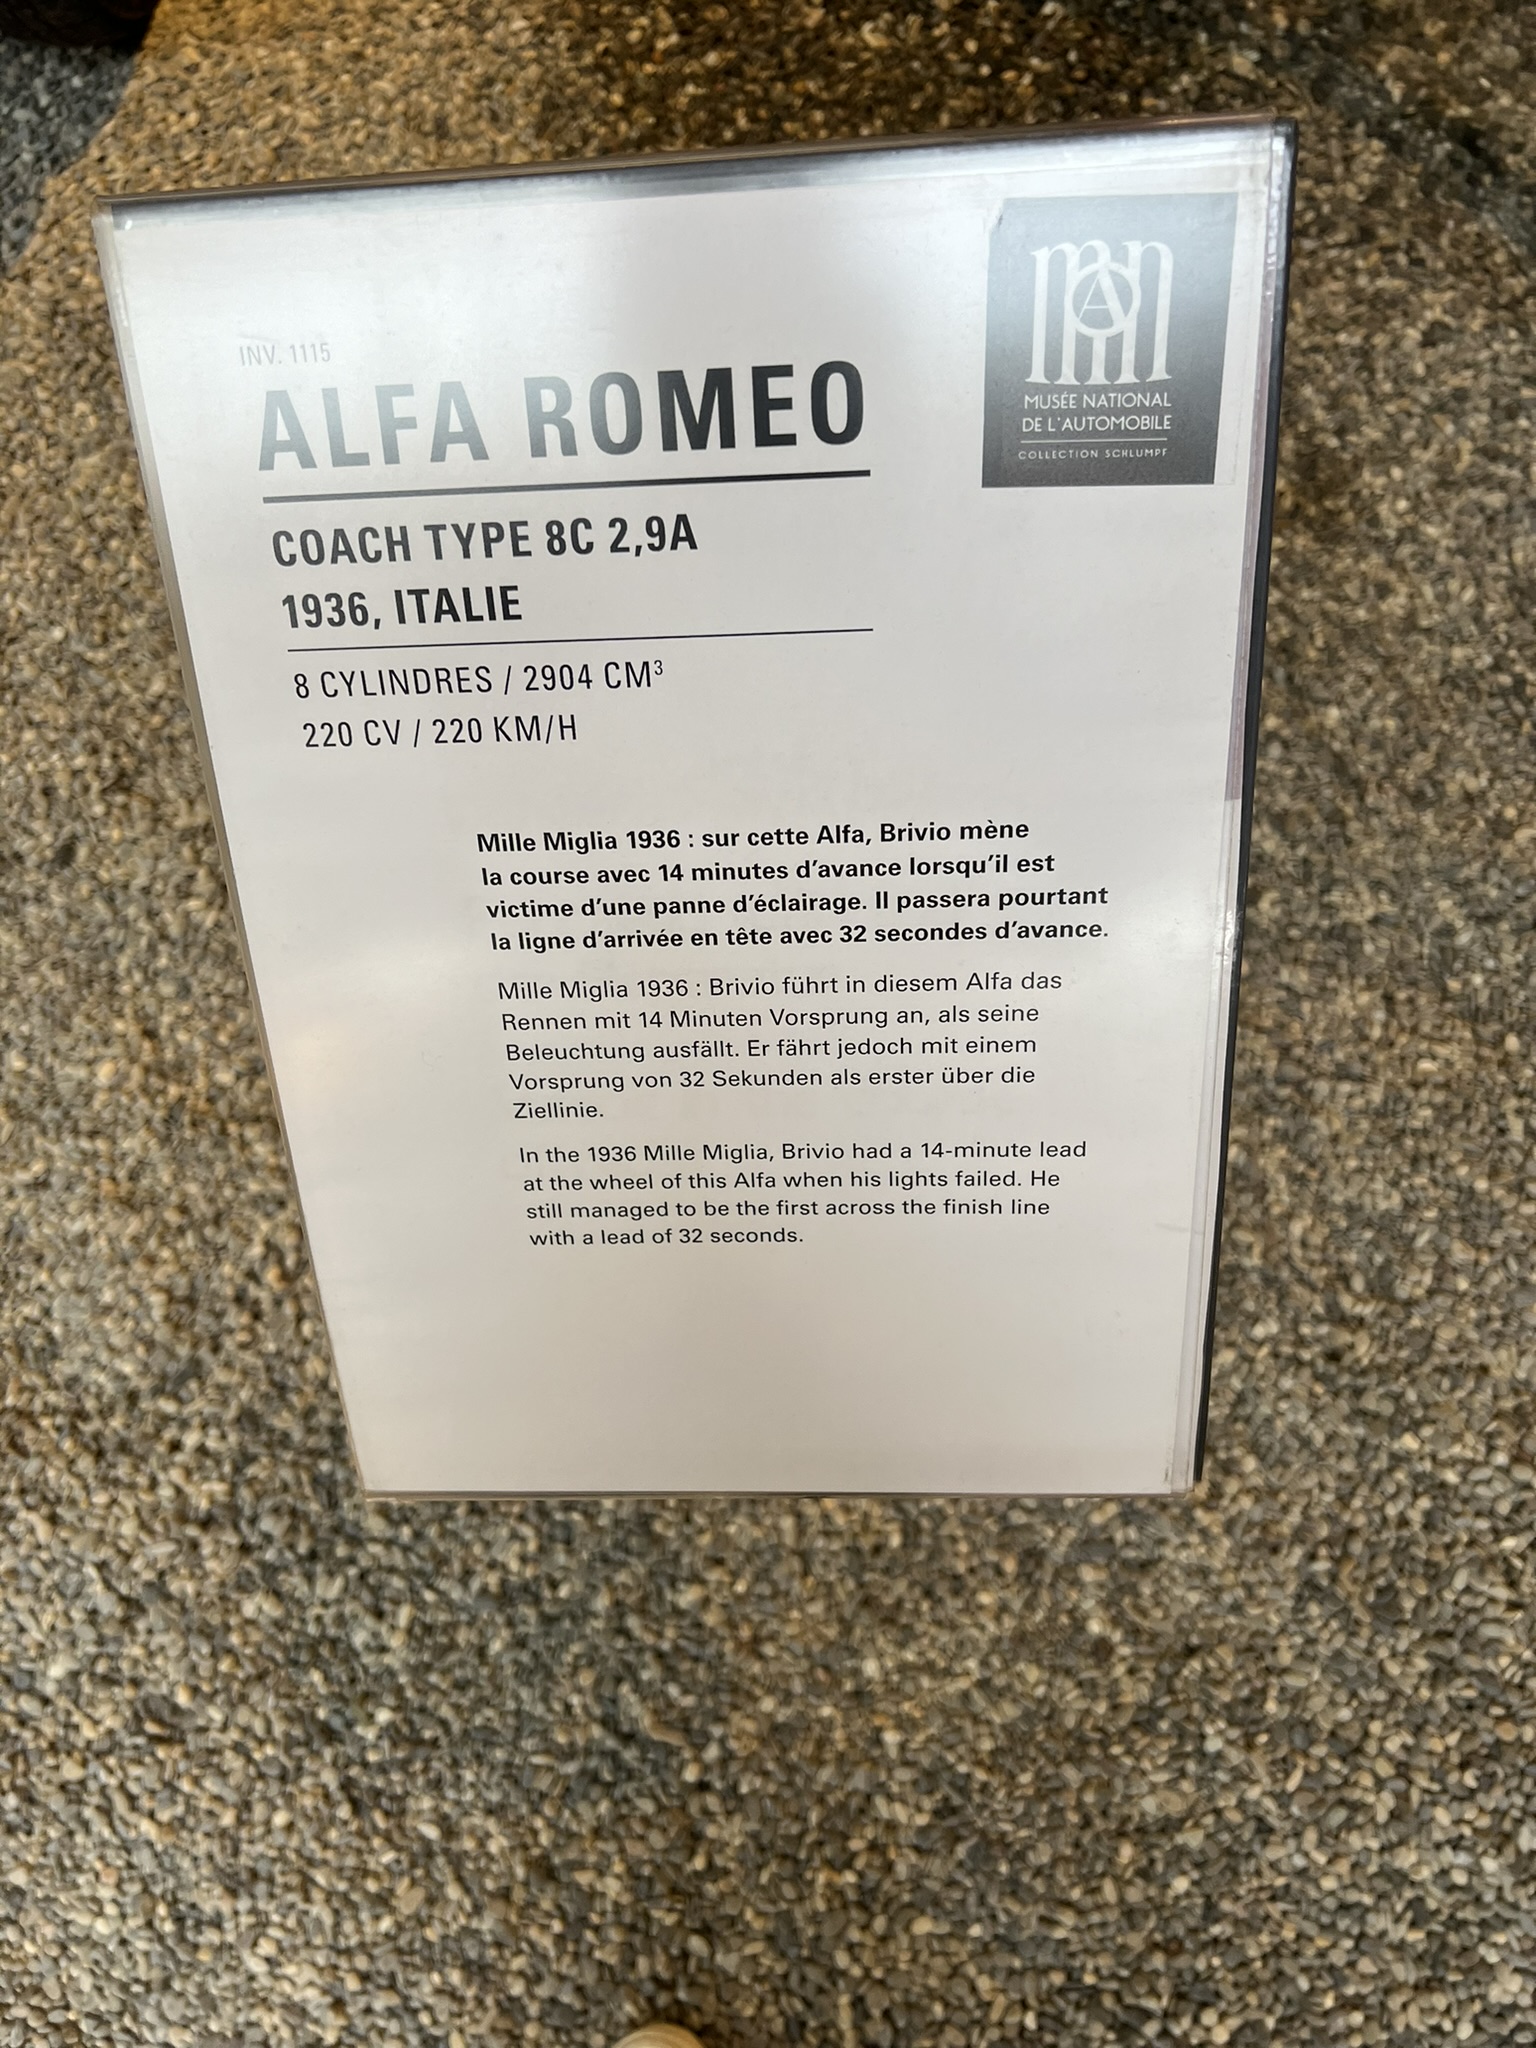 INV. 1115
ALFA ROMEO
MUSÉE NATIONAL
DE L'AUTOMOBILE
COLLECTION SCHLUMPF
COACH TYPE 8C 2,9A
1936, ITALIE
8 CYLINDRES / 2904 CM³
220 CV / 220 KM/H
Mille Miglia 1936 : sur cette Alfa, Brivio mène
la course avec 14 minutes d'avance lorsqu'il est
victime d'une panne d'éclairage. Il passera pourtant
la ligne d'arrivée en tête avec 32 secondes d'avance.
Mille Miglia 1936 : Brivio führt in diesem Alfa das
Rennen mit 14 Minuten Vorsprung an, als seine
Beleuchtung ausfällt. Er fährt jedoch mit einem
Vorsprung von 32 Sekunden als erster über die
Ziellinie.
In the 1936 Mille Miglia, Brivio had a 14-minute lead
at the wheel of this Alfa when his lights failed. He
still managed to be the first across the finish line
with a lead of 32 seconds.